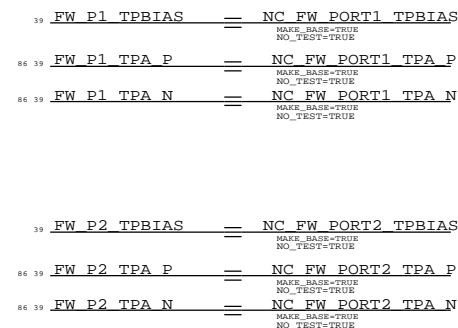 39 FW_P1_TPBIAS = NC_FW_PORT1_TPBIAS
MAKE_BASE=TRUE
NO_TEST=TRUE
86 39 FW_P1_TPA_P = NC_FW_PORT1_TPA_P
MAKE_BASE=TRUE
NO_TEST=TRUE
86 39 FW_P1_TPA_N = NC_FW_PORT1_TPA_N
MAKE_BASE=TRUE
NO_TEST=TRUE
39 FW_P2_TPBIAS = NC_FW_PORT2_TPBIAS
MAKE_BASE=TRUE
NO_TEST=TRUE
86 39 FW_P2_TPA_P = NC_FW_PORT2_TPA_P
MAKE_BASE=TRUE
NO_TEST=TRUE
86 39 FW_P2_TPA_N = NC_FW_PORT2_TPA_N
MAKE_BASE=TRUE
NO_TEST=TRUE